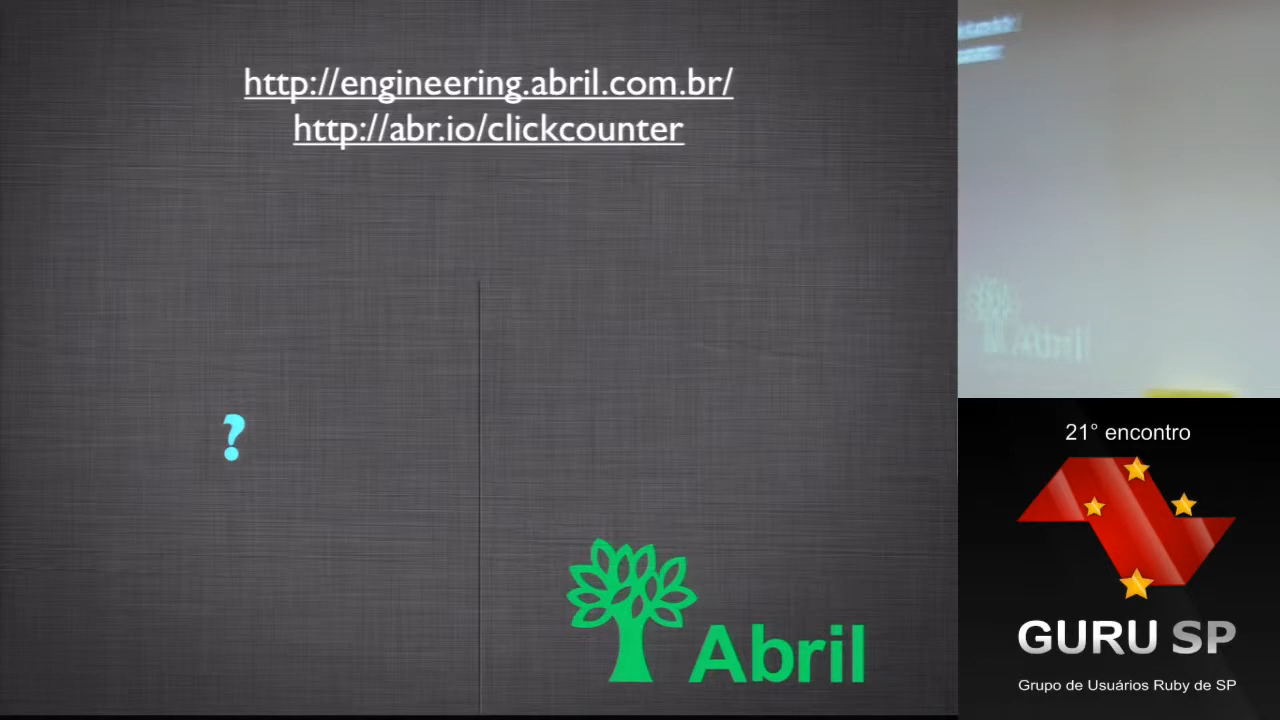 http://engineering.abril.com.br/
http://abr.io/clickcounter
?
Abril
Abril
21° encontro
GURU SP
Grupo de Usuários Ruby de SP